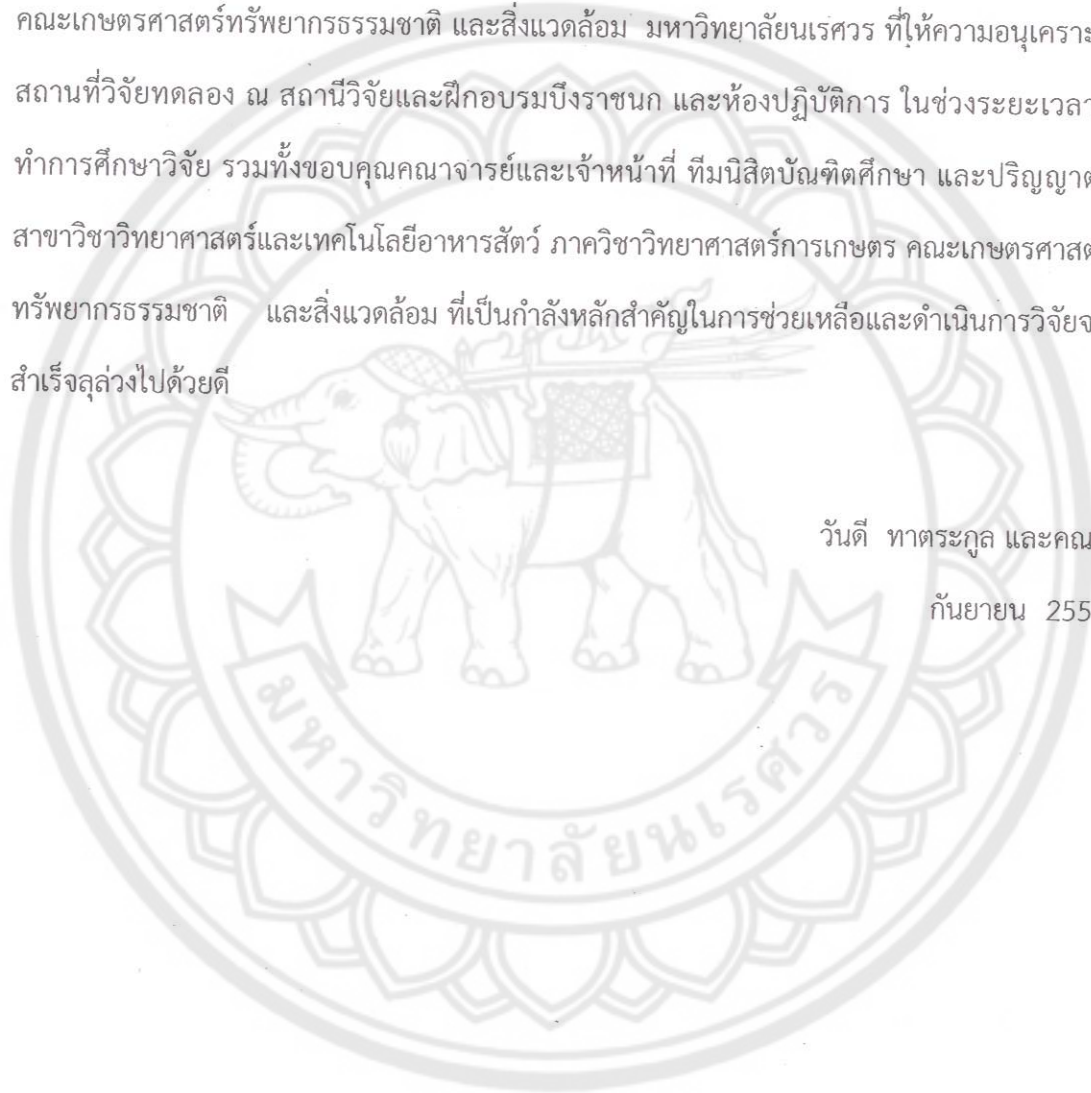 คณะเกษตรศาสตร์ทรัพยากรธรรมชาติ และสิ่งแวดล้อม มหาวิทยาลัยนเรศวร ที่ให้ความอนุเคราะ
สถานที่วิจัยทดลอง ณ สถานีวิจัยและฝึกอบรมบึงราชนก และห้องปฏิบัติการ ในช่วงระยะเวลา
ทำการศึกษาวิจัย รวมทั้งขอบคุณคณาจารย์และเจ้าหน้าที่ ทีมนิสิตบัณฑิตศึกษา และปริญญาต
สาขาวิชาวิทยาศาสตร์และเทคโนโลยีอาหารสัตว์ ภาควิชาวิทยาศาสตร์การเกษตร คณะเกษตรศาสต
ทรัพยากรธรรมชาติ และสิ่งแวดล้อม ที่เป็นกำลังหลักสำคัญในการช่วยเหลือและดำเนินการวิจัยจ
สำเร็จลุล่วงไปด้วยดี
วันดี ทาตระกูล และคณ
กันยายน 255
มหาวิทยาลัยนเรศวร